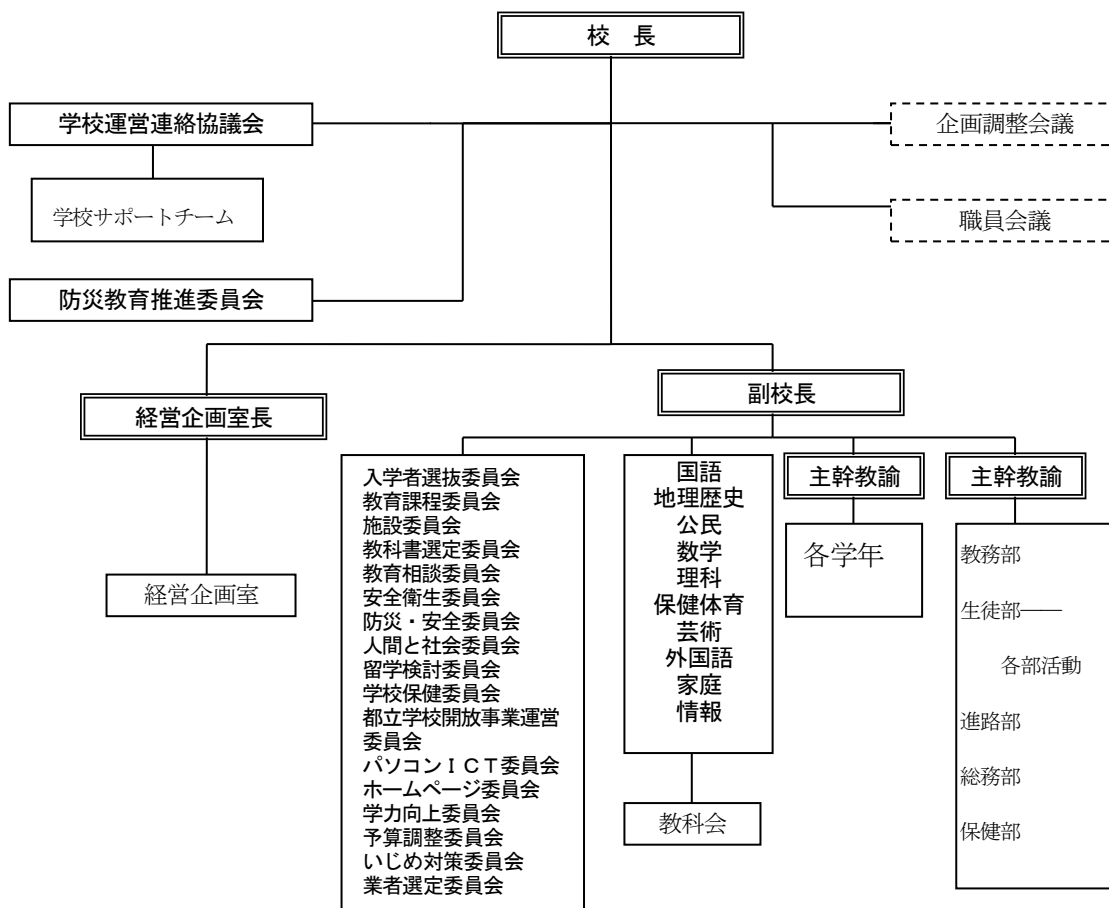 校 長
学校運営連絡協議会
企画調整会議
学校サポートチーム
職員会議
防災教育推進委員会
経営企画室長
副校長
経営企画室
入学者選抜委員会
教育課程委員会
施設委員会
教科書選定委員会
教育相談委員会
安全衛生委員会
防災・安全委員会
人間と社会委員会
留学検討委員会
学校保健委員会
都立学校開放事業運営
委員会
パソコンＩＣＴ委員会
ホームページ委員会
学力向上委員会
予算調整委員会
いじめ対策委員会
業者選定委員会
国語
地理歴史
公民
数学
理科
保健体育
芸術
外国語
家庭
情報
教科会
主幹教諭
各学年
主幹教諭
教務部
生徒部――
各部活動
進路部
総務部
保健部